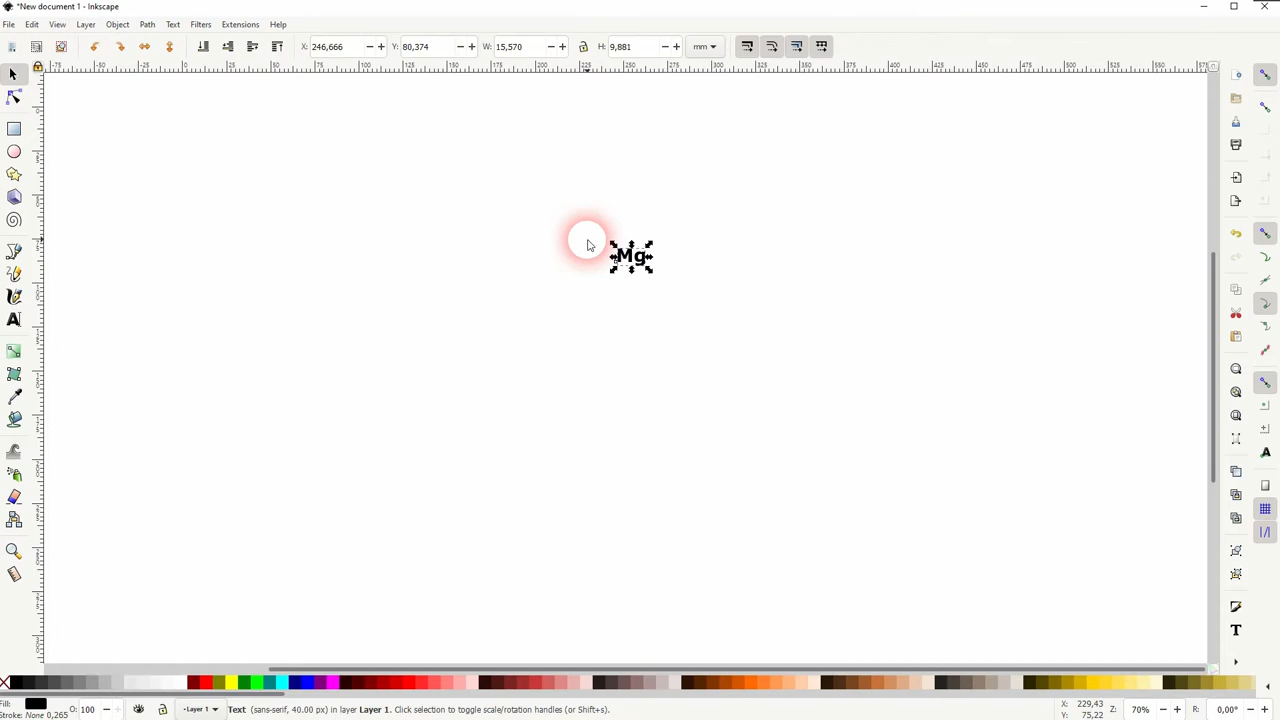 *New document 1 - Inkscape
File Edit View Layer Object Path Text Filters Extensions Help
X: 246,666 − + Y: 80,374 − + W: 15,570 − + H: 9,881 − + mm
Mg
Fill:
Stroke: None 0,265
O: 100 − +
-Layer 1
Text (sans-serif, 40.00 px) in layer Layer 1. Click selection to toggle scale/rotation handles (or Shift+s).
X: 229,43
Y: 75,22
Z: 70% − +
R: 0,00° − +